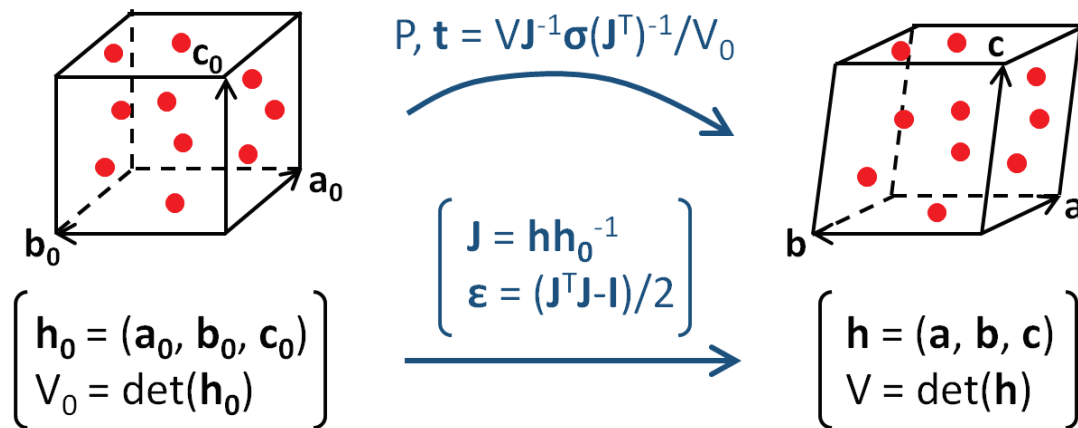 c₀
a₀
b₀
h₀ = (a₀, b₀, c₀)
V₀ = det(h₀)
P, t = VJ⁻¹σ(Jᵀ)⁻¹/V₀
J = hh₀⁻¹
ε = (JᵀJ-I)/2
c
a
b
h = (a, b, c)
V = det(h)